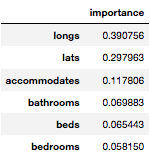 importance
longs 0.390756
lats 0.297963
accommodates 0.117806
bathrooms 0.069883
beds 0.065443
bedrooms 0.058150